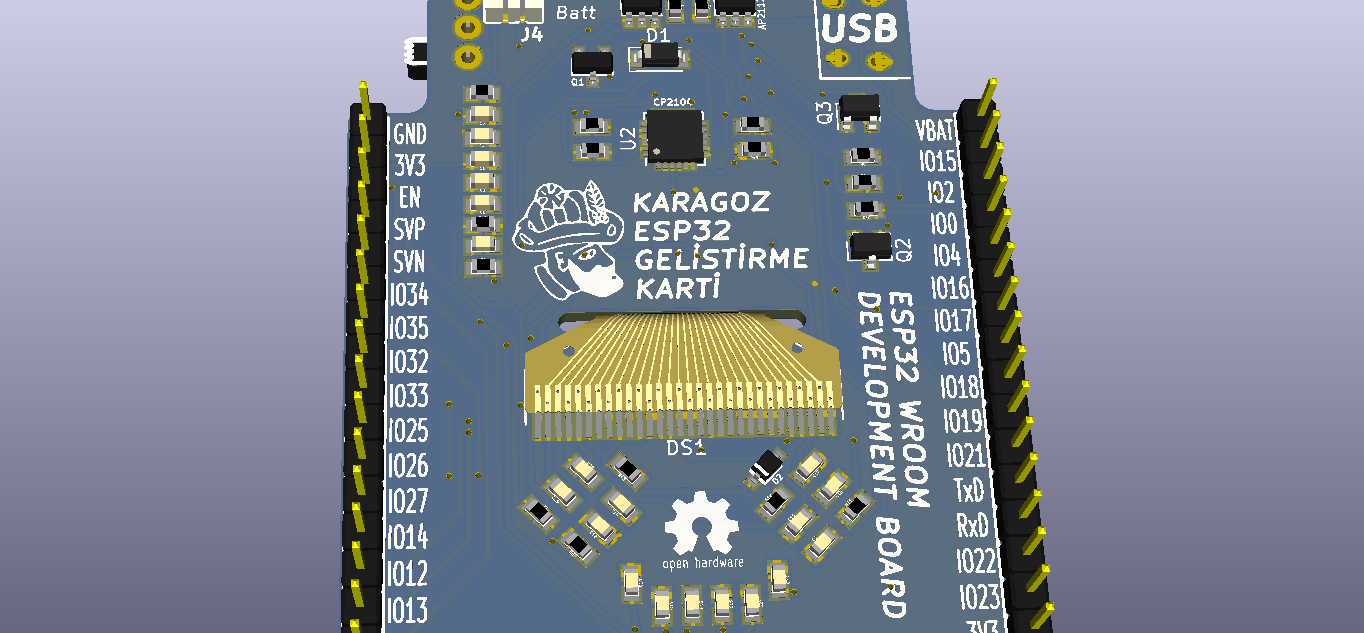 Batt
J4
D1
AP2112
USB
Q1
CP2104
U2
Q3
Q2
GND
3V3
EN
SVP
SVN
IO34
IO35
IO32
IO33
IO25
IO26
IO27
IO14
IO12
IO13
KARAGOZ
ESP32
GELİSTİRME
KARTİ
DS1
D2
open hardware
ESP32 WROOM
DEVELOPMENT BOARD
VBAT
IO15
IO2
IO0
IO4
IO16
IO17
IO5
IO18
IO19
IO21
TxD
RxD
IO22
IO23
3V3